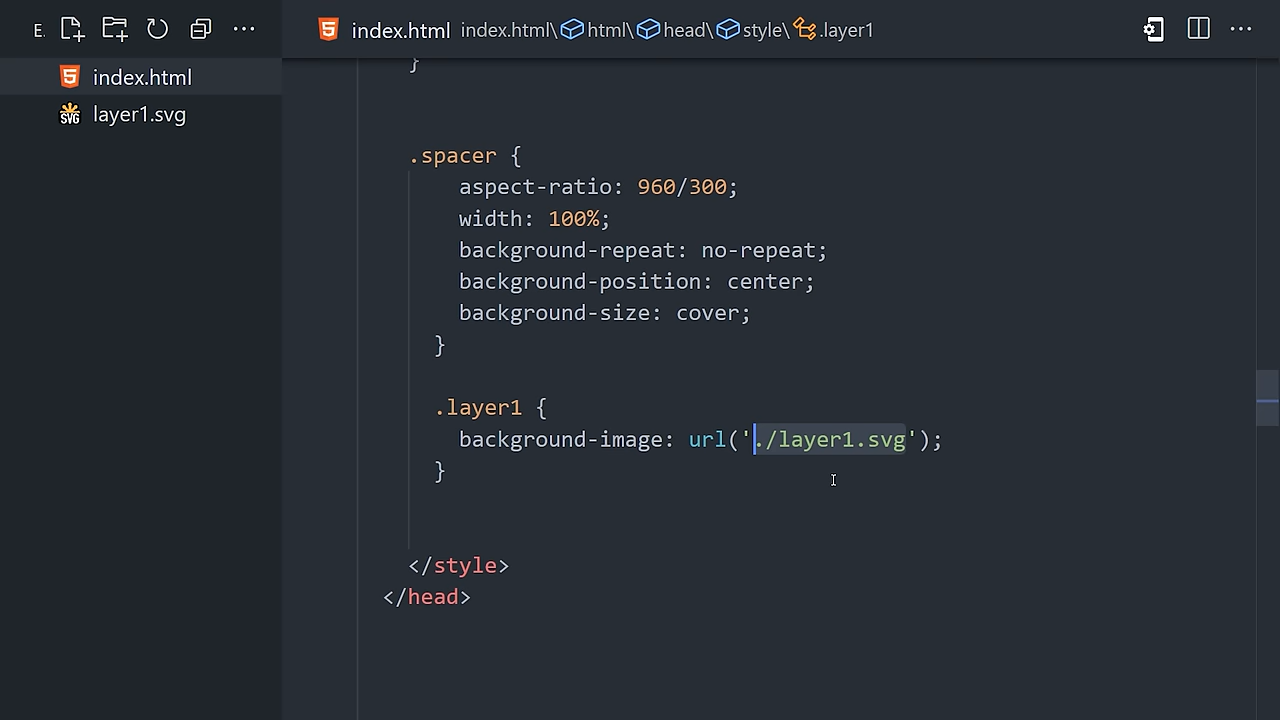 E.
index.html index.html\html\head\style\.layer1
index.html
SVG layer1.svg
}
.spacer {
aspect-ratio: 960/300;
width: 100%;
background-repeat: no-repeat;
background-position: center;
background-size: cover;
}
.layer1 {
background-image: url('./layer1.svg');
}
</style>
</head>